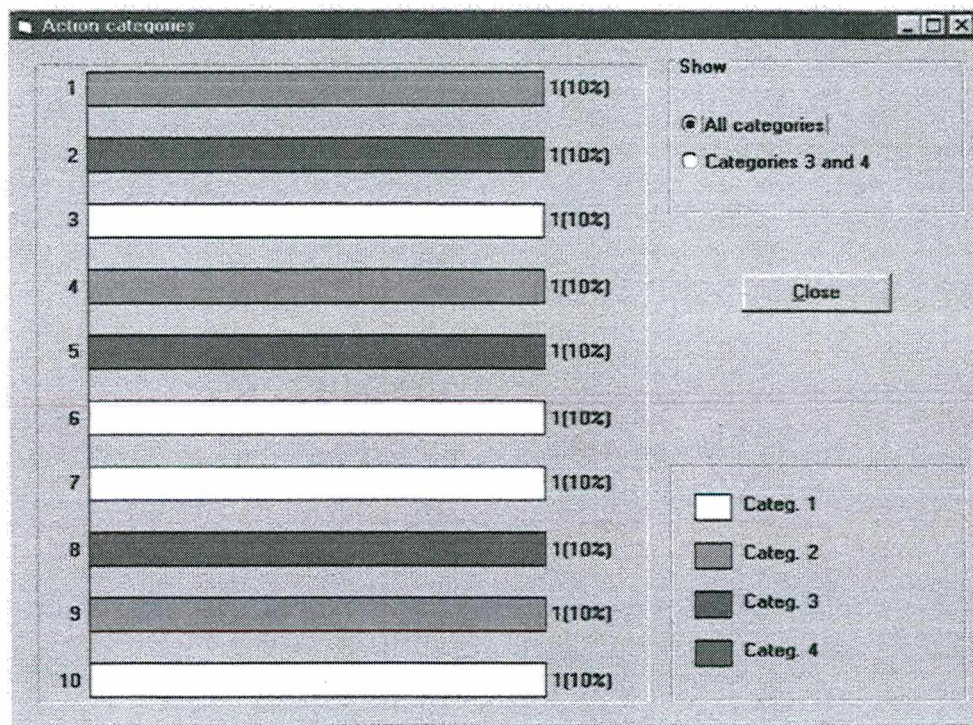 Action categories
1 1(10%)
2 1(10%)
3 1(10%)
4 1(10%)
5 1(10%)
6 1(10%)
7 1(10%)
8 1(10%)
9 1(10%)
10 1(10%)
Show
All categories
Categories 3 and 4
Close
Categ. 1
Categ. 2
Categ. 3
Categ. 4